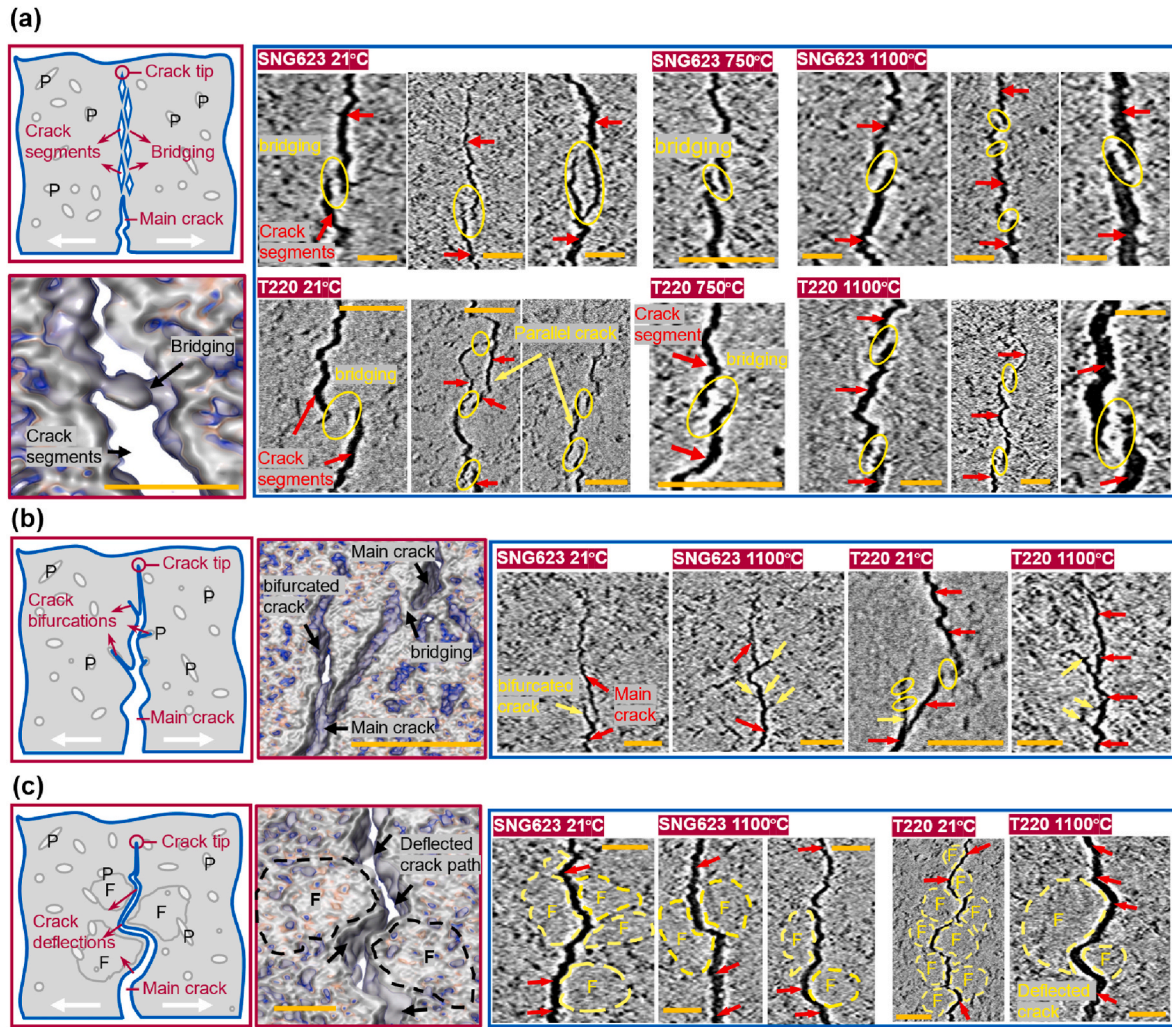 (a)
P
Crack tip
P
P
P
Crack
segments
Bridging
P
Main crack
SNG623 21°C
bridging
Crack
segments
SNG623 750°C
bridging
SNG623 1100°C
Bridging
Crack
segments
T220 21°C
bridging
Crack
segments
Parallel crack
T220 750°C
Crack
segment
bridging
T220 1100°C
(b)
P
Crack tip
P
Crack
bifurcations
P
P
P
Main crack
Main crack
bifurcated
crack
bridging
Main crack
SNG623 21°C
bifurcated
crack
Main
crack
SNG623 1100°C
T220 21°C
T220 1100°C
(c)
P
Crack tip
P
P
F
F
Crack
deflections
P
F
Main crack
Deflected
crack path
F
F
SNG623 21°C
F
F
F
F
SNG623 1100°C
F
F
F
F
T220 21°C
F
F
F
F
F
F
F
T220 1100°C
F
F
Deflected
crack